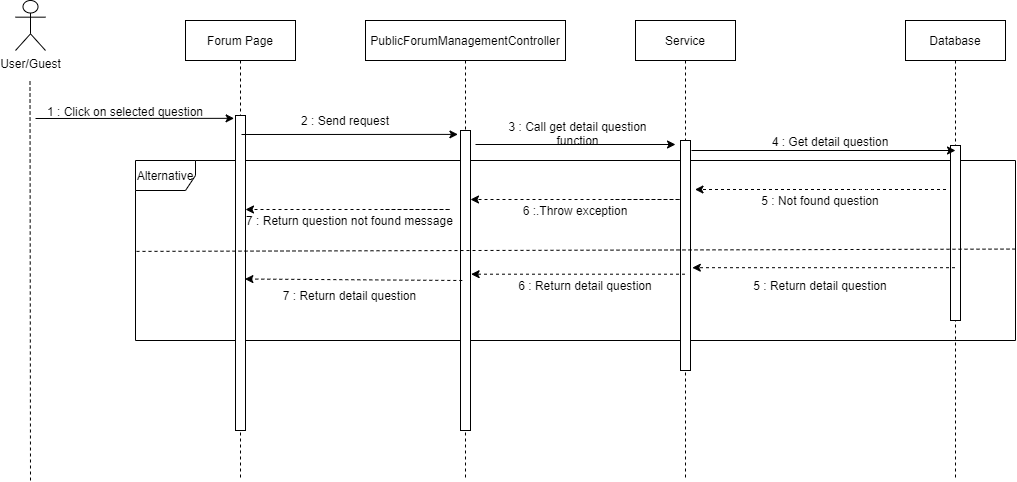 User/Guest
Forum Page
PublicForumManagementController
Service
Database
1 : Click on selected question
2 : Send request
3 : Call get detail question
function
4 : Get detail question
Alternative
5 : Not found question
6 :.Throw exception
7 : Return question not found message
5 : Return detail question
6 : Return detail question
7 : Return detail question